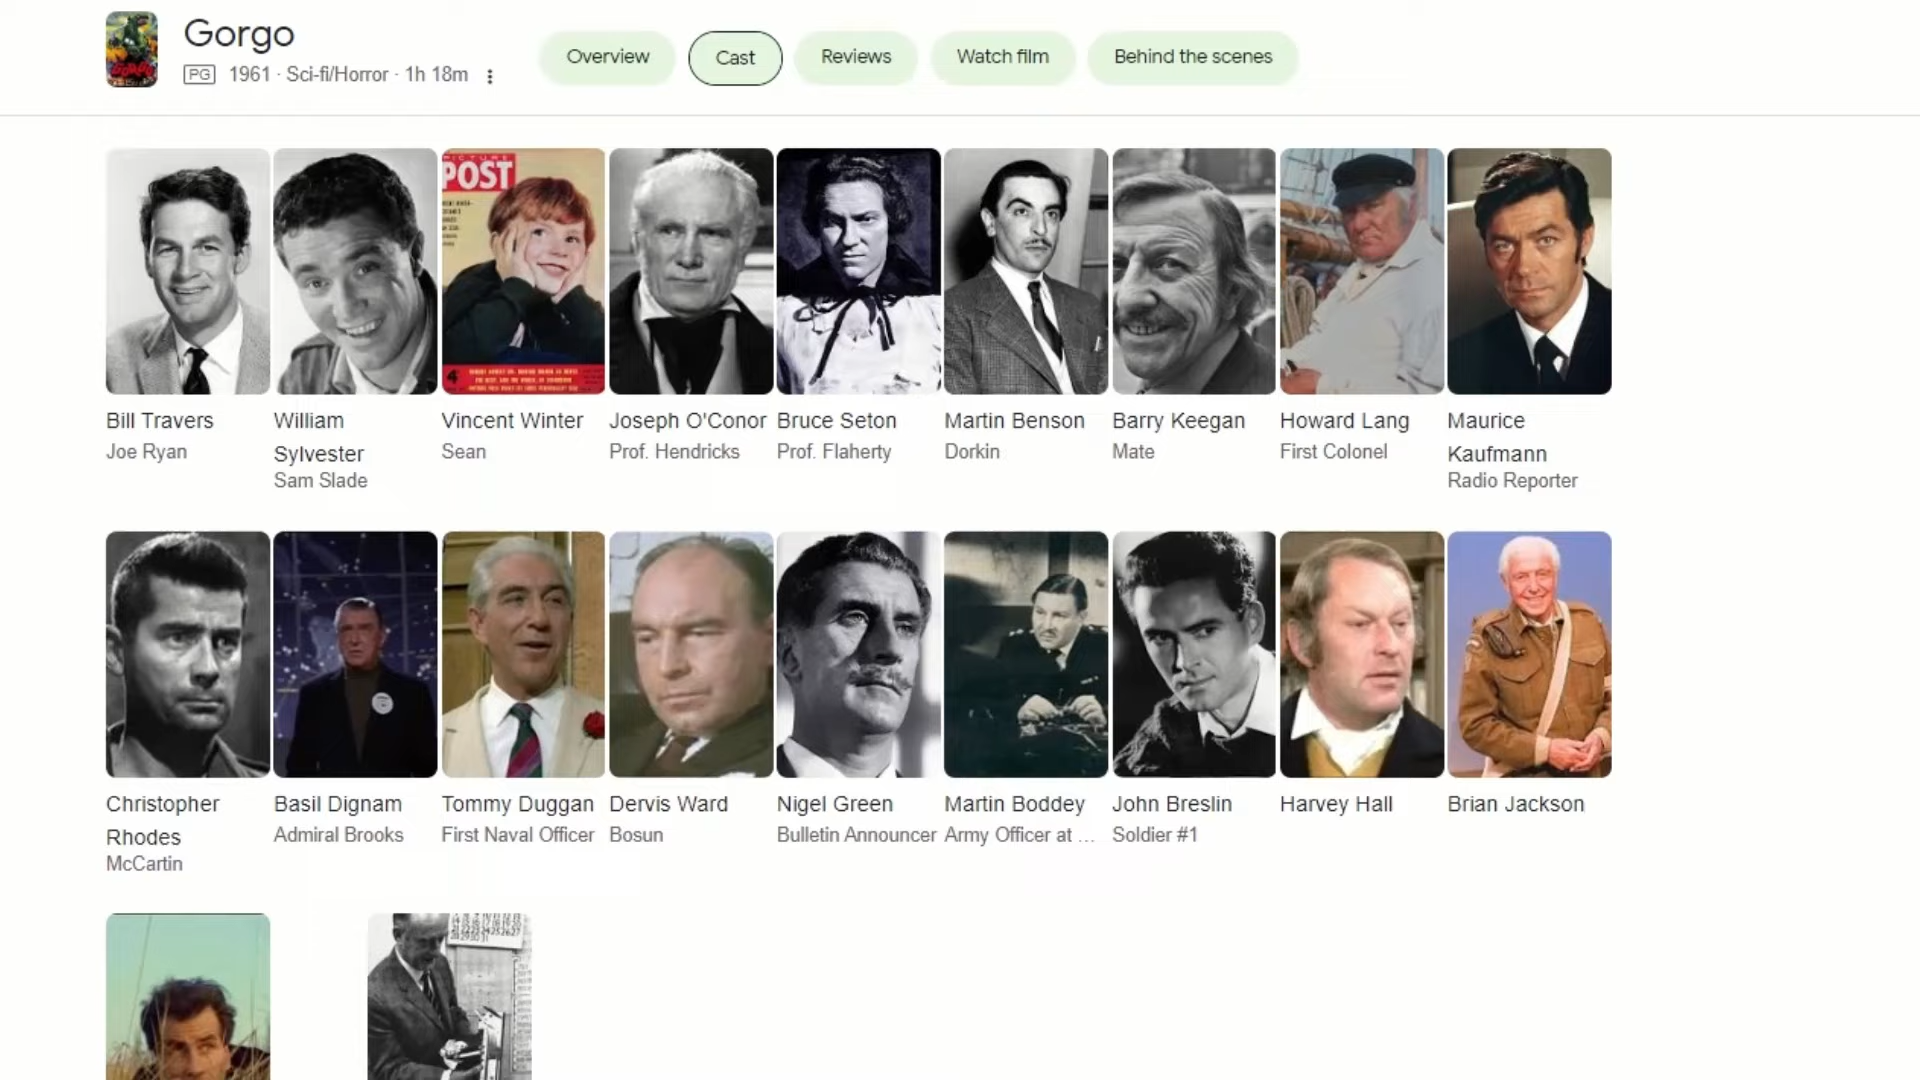 Gorgo
PG 1961 · Sci-fi/Horror · 1h 18m
Overview
Cast
Reviews
Watch film
Behind the scenes
PICTURE
POST
4
Bill Travers
Joe Ryan
William
Sylvester
Sam Slade
Vincent Winter
Sean
Joseph O'Conor
Prof. Hendricks
Bruce Seton
Prof. Flaherty
Martin Benson
Dorkin
Barry Keegan
Mate
Howard Lang
First Colonel
Maurice
Kaufmann
Radio Reporter
Christopher
Rhodes
McCartin
Basil Dignam
Admiral Brooks
Tommy Duggan
First Naval Officer
Dervis Ward
Bosun
Nigel Green
Bulletin Announcer
Martin Boddey
Army Officer at ...
John Breslin
Soldier #1
Harvey Hall
Brian Jackson